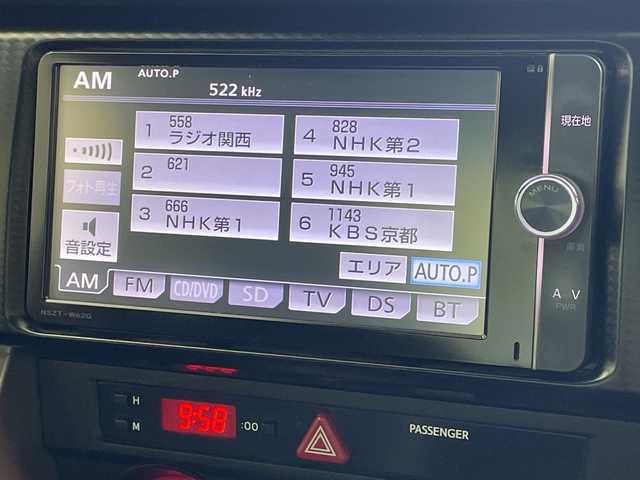 AM AUTO.P
522 kHz
1 558 ラジオ関西
4 828 NHK第2
2 621
5 945 NHK第1
3 666 NHK第1
6 1143 KBS京都
フォト再生
音設定
エリア AUTO.P
AM FM CD/DVD SD TV DS BT
NSZT-W62G
現在地
MENU
AV
PWR
H
M
9:58
:00
PASSENGER